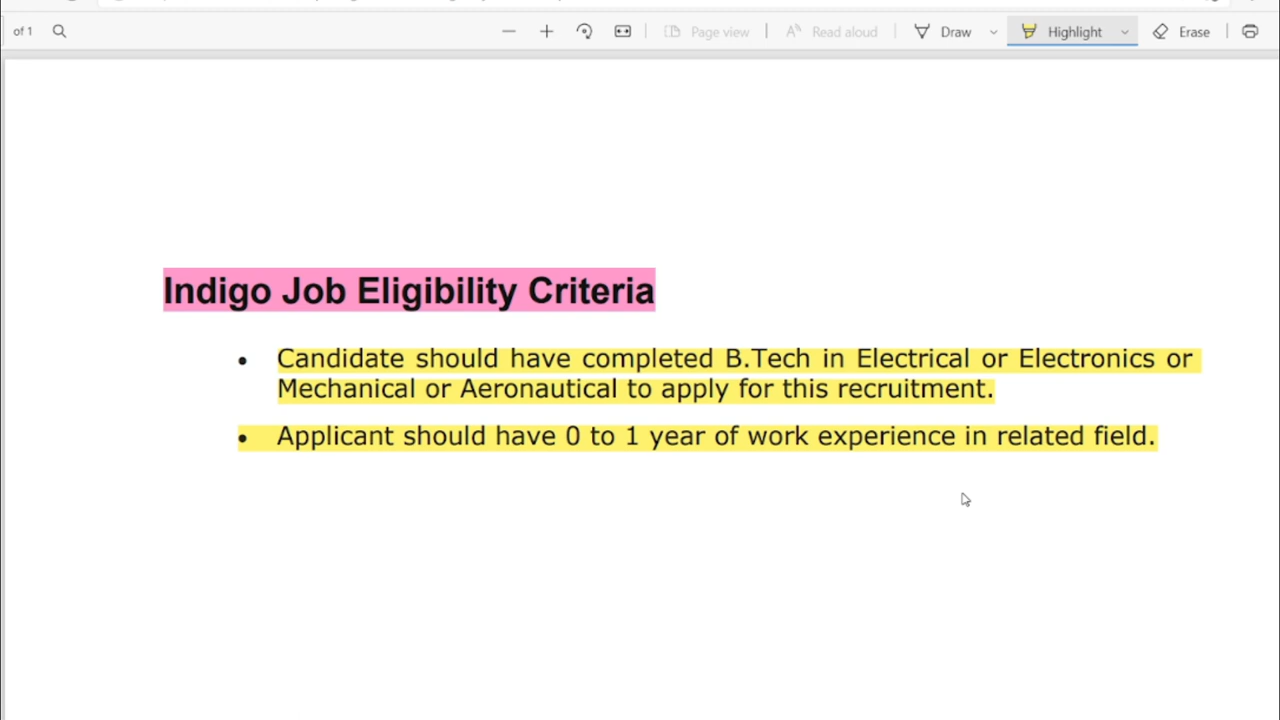 of 1 Page view Read aloud Draw Highlight Erase
Indigo Job Eligibility Criteria
• Candidate should have completed B.Tech in Electrical or Electronics or
Mechanical or Aeronautical to apply for this recruitment.
• Applicant should have 0 to 1 year of work experience in related field.